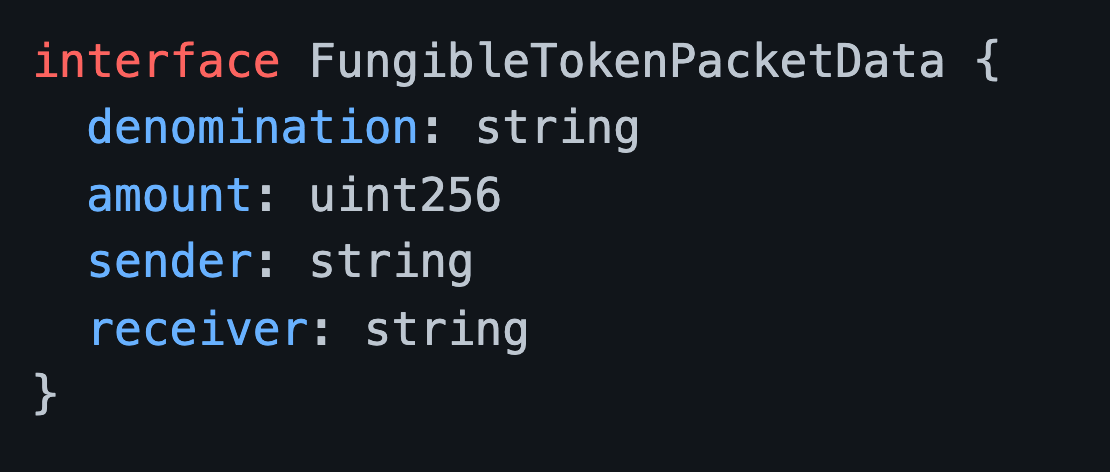 interface FungibleTokenPacketData {
  denomination: string
  amount: uint256
  sender: string
  receiver: string
}